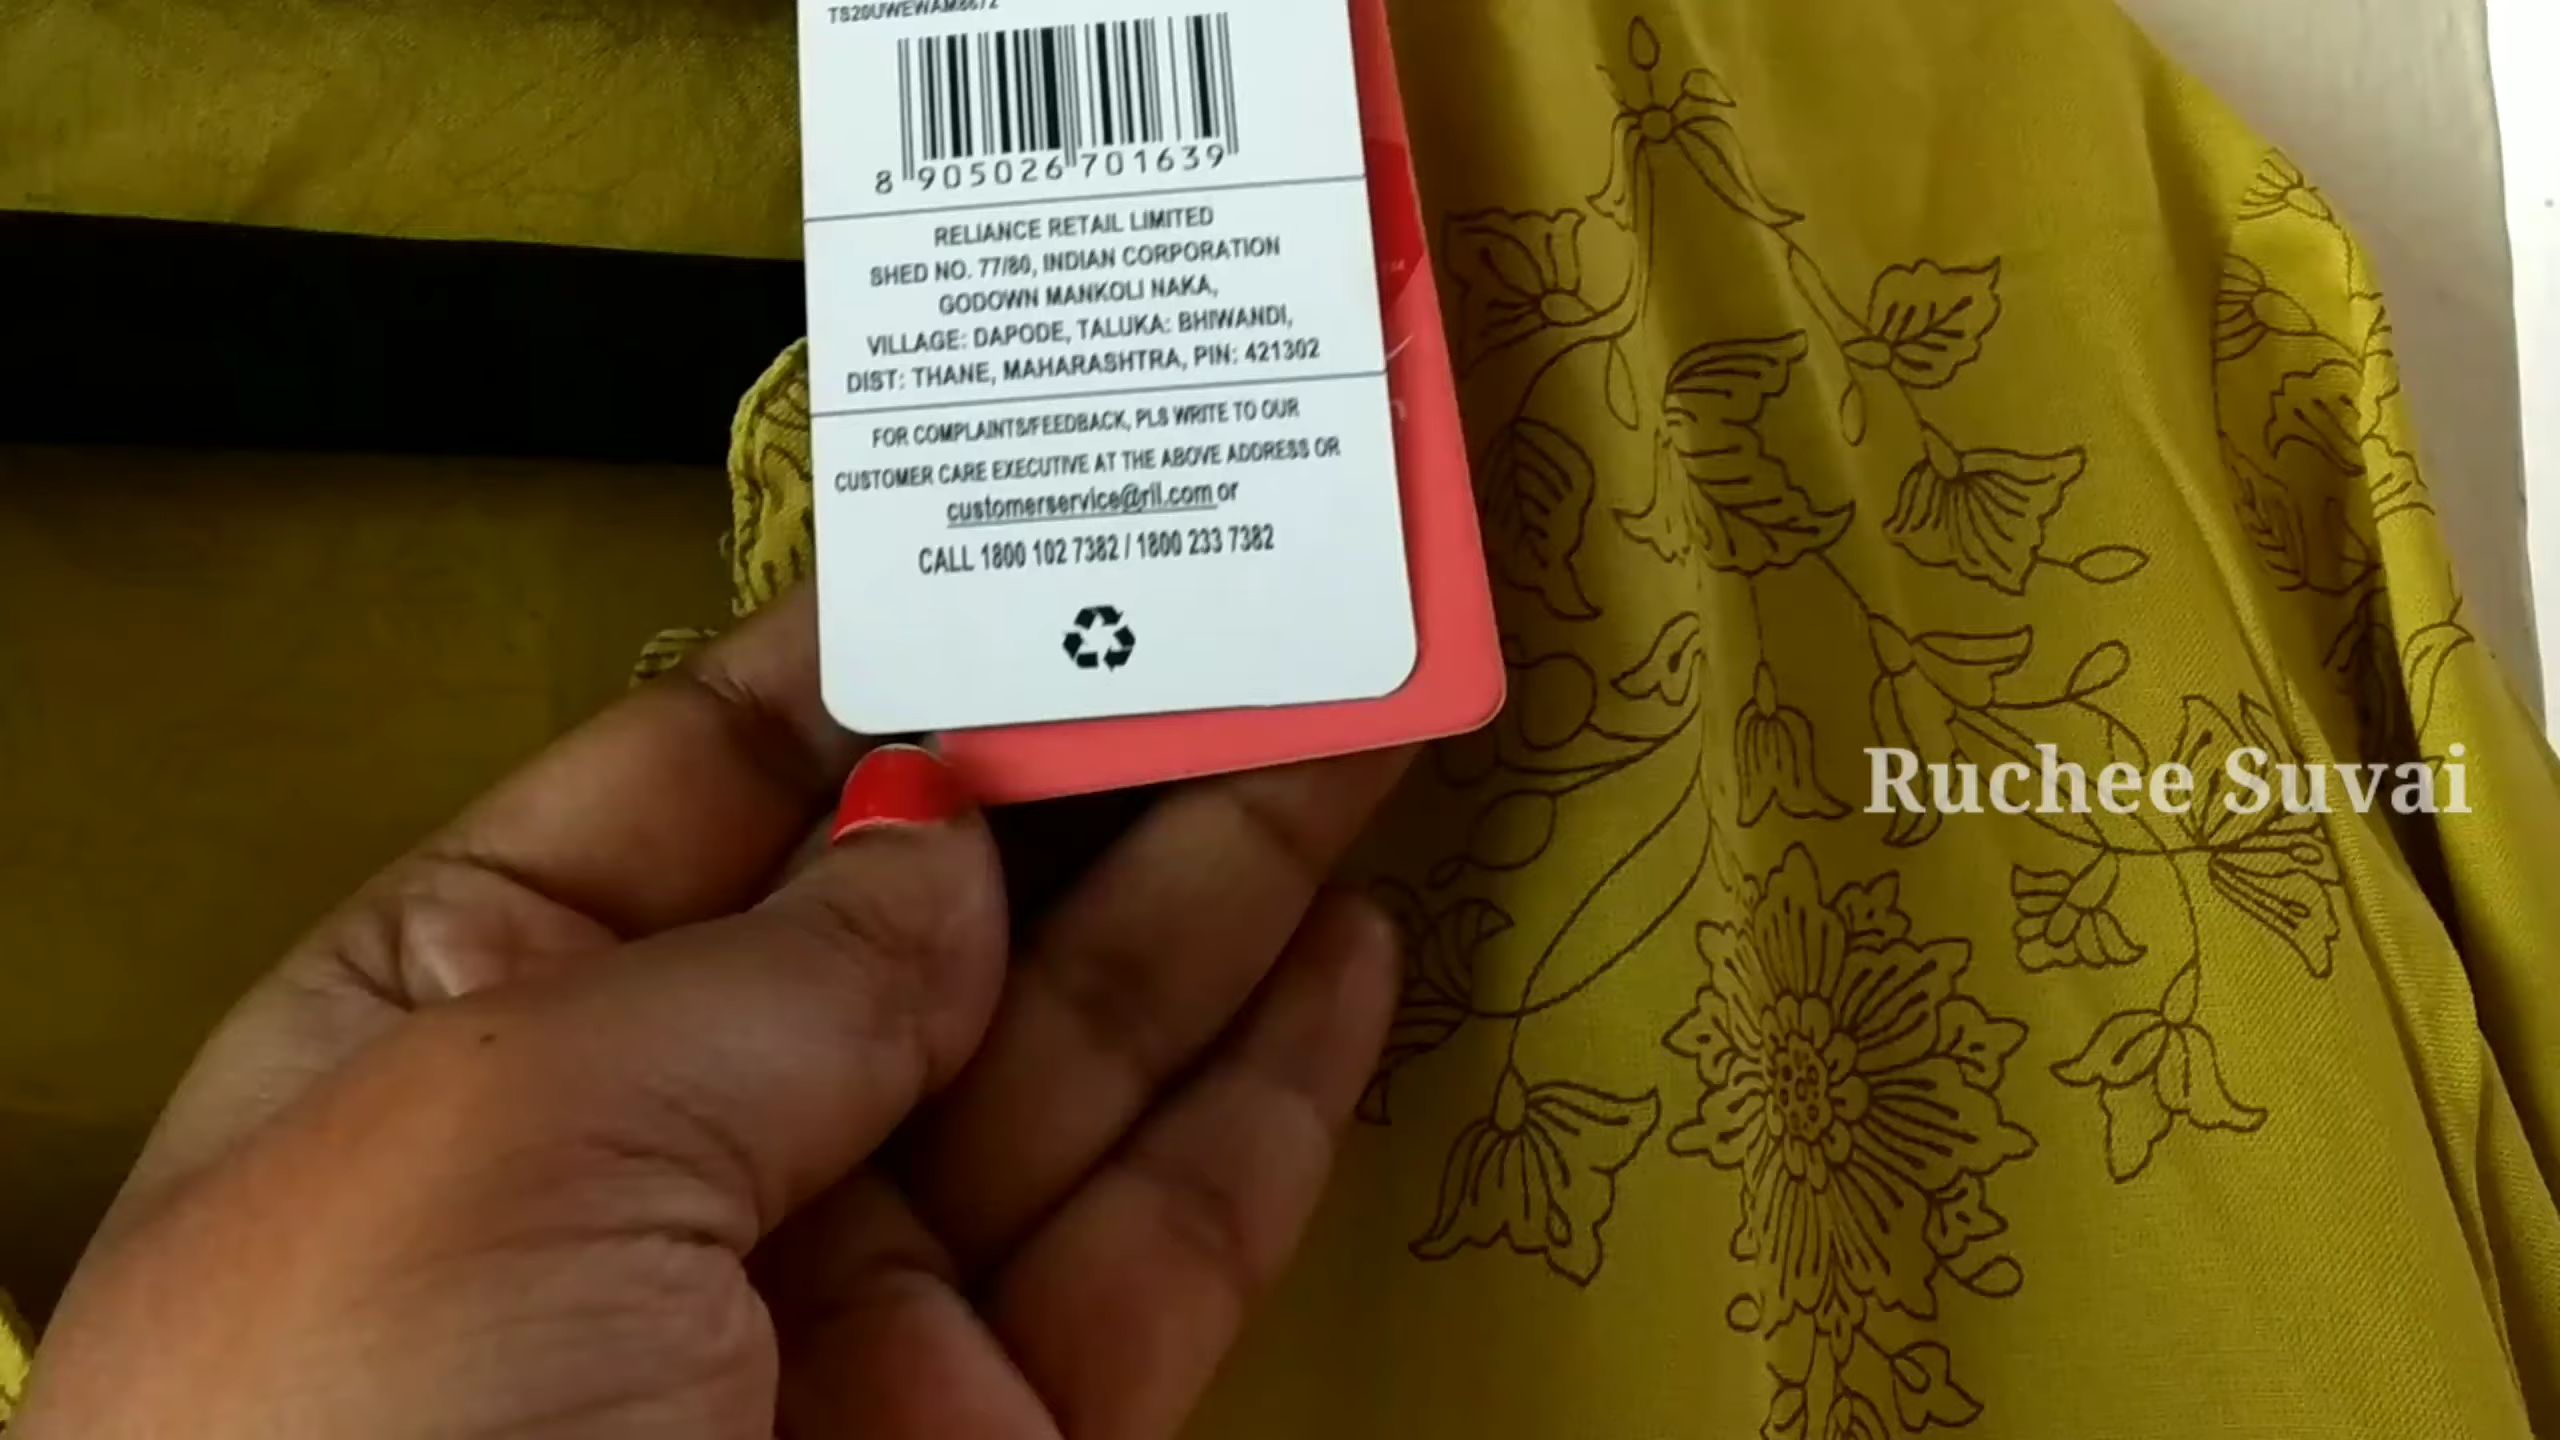 8 905026 701639
RELIANCE RETAIL LIMITED
SHED NO. 77/80, INDIAN CORPORATION
GODOWN MANKOLI NAKA,
VILLAGE: DAPODE, TALUKA: BHIWANDI,
DIST: THANE, MAHARASHTRA, PIN: 421302
FOR COMPLAINTS/FEEDBACK, PLS WRITE TO OUR
CUSTOMER CARE EXECUTIVE AT THE ABOVE ADDRESS OR
customerservice@ril.com or
CALL 1800 102 7382 / 1800 233 7382
Ruchee Suvai